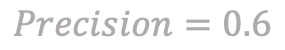 Precision = 0.6